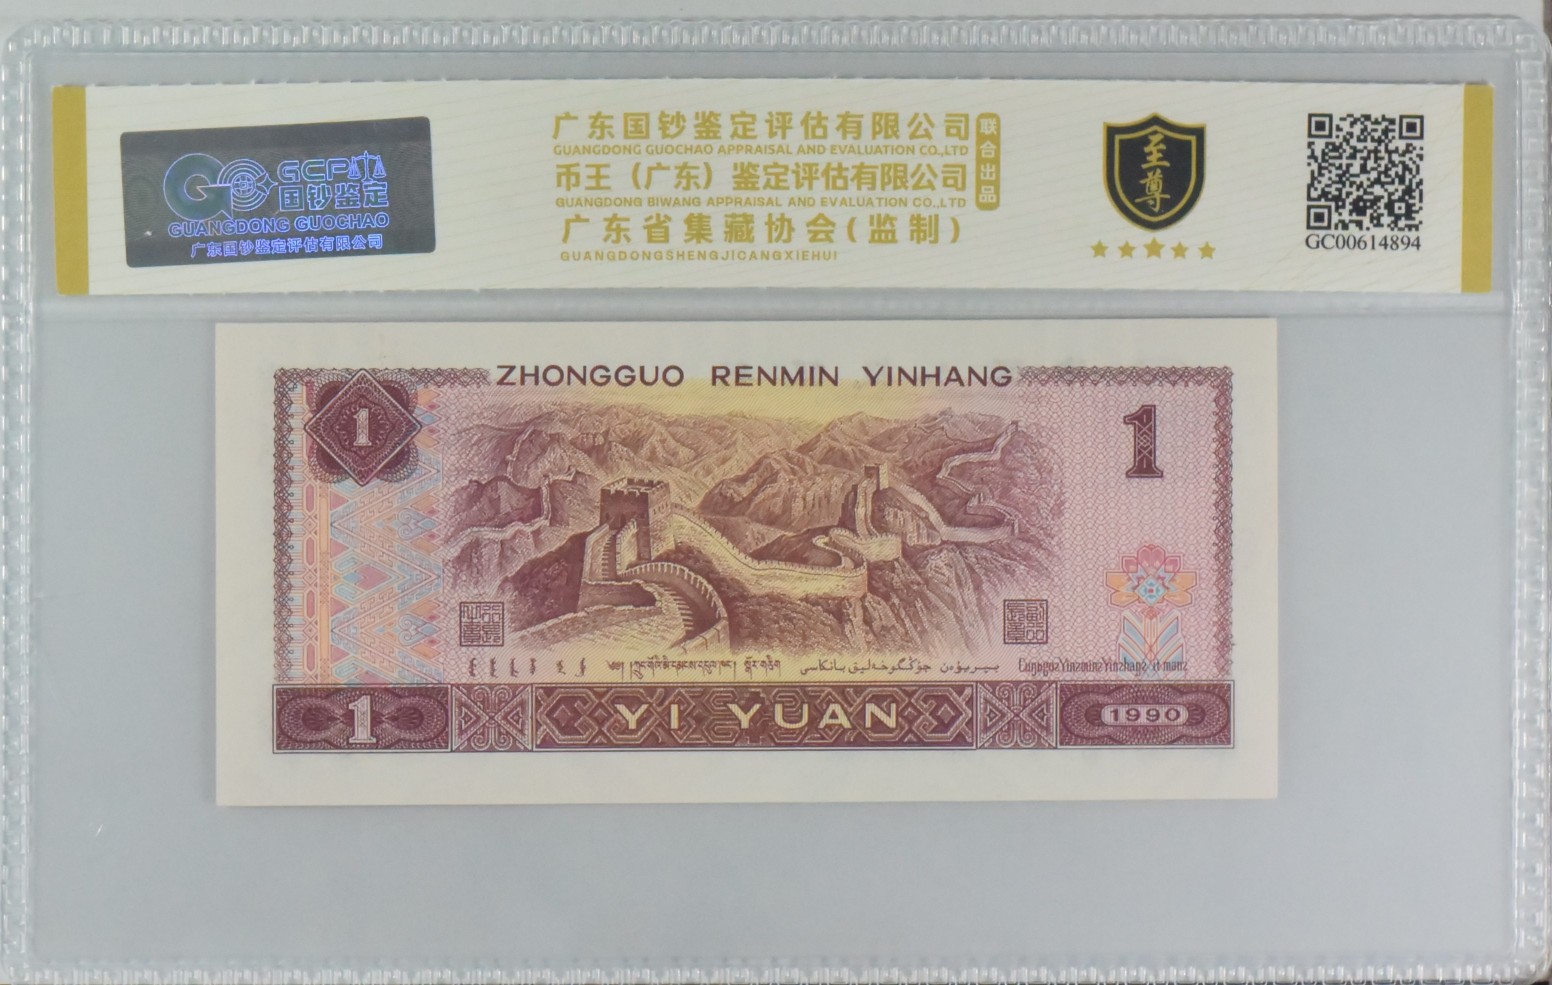 GCP
国钞鉴定
GUANGDONG GUOCHAO
广东国钞鉴定评估有限公司
广东国钞鉴定评估有限公司
GUANGDONG GUOCHAO APPRAISAL AND EVALUATION CO.,LTD
币王（广东）鉴定评估有限公司
GUANGDONG BIWANG APPRAISAL AND EVALUATION CO.,LTD
广东省集藏协会(监制)
GUANGDONGSHENGJICANGXIEHUI
联合出品
至尊
GC00614894
ZHONGGUO RENMIN YINHANG
1
1
1
YI YUAN
1990